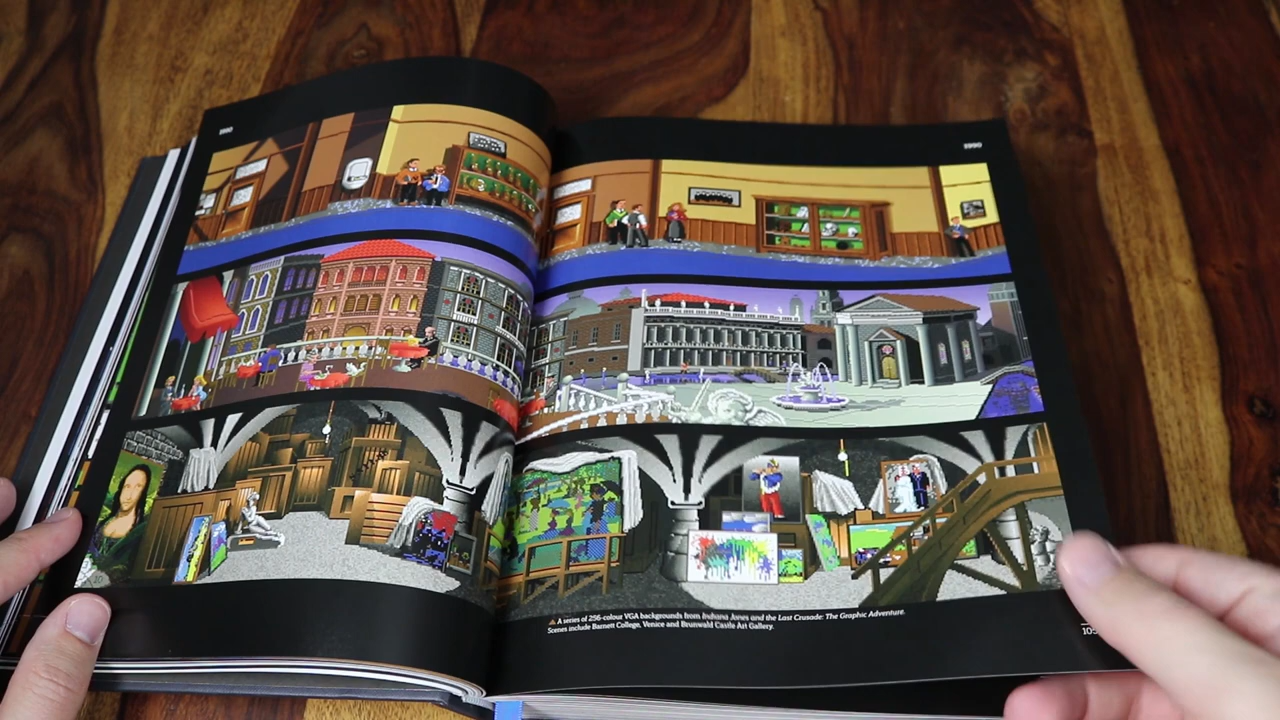 1990
1990
A series of 256-colour VGA backgrounds from Indiana Jones and the Last Crusade: The Graphic Adventure.
Scenes include Barnett College, Venice and Brunwald Castle Art Gallery.